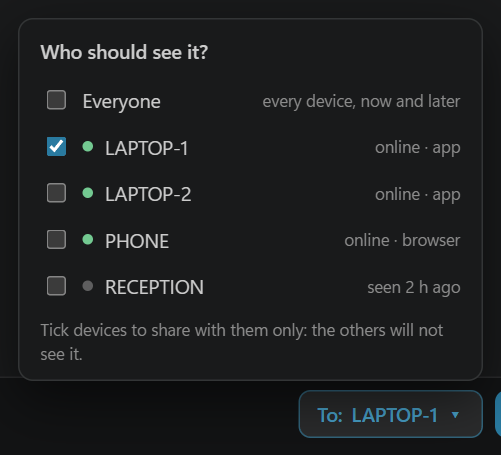 Who should see it?
Everyone every device, now and later
LAPTOP-1 online · app
LAPTOP-2 online · app
PHONE online · browser
RECEPTION seen 2 h ago
Tick devices to share with them only: the others will not
see it.
To: LAPTOP-1 ▾